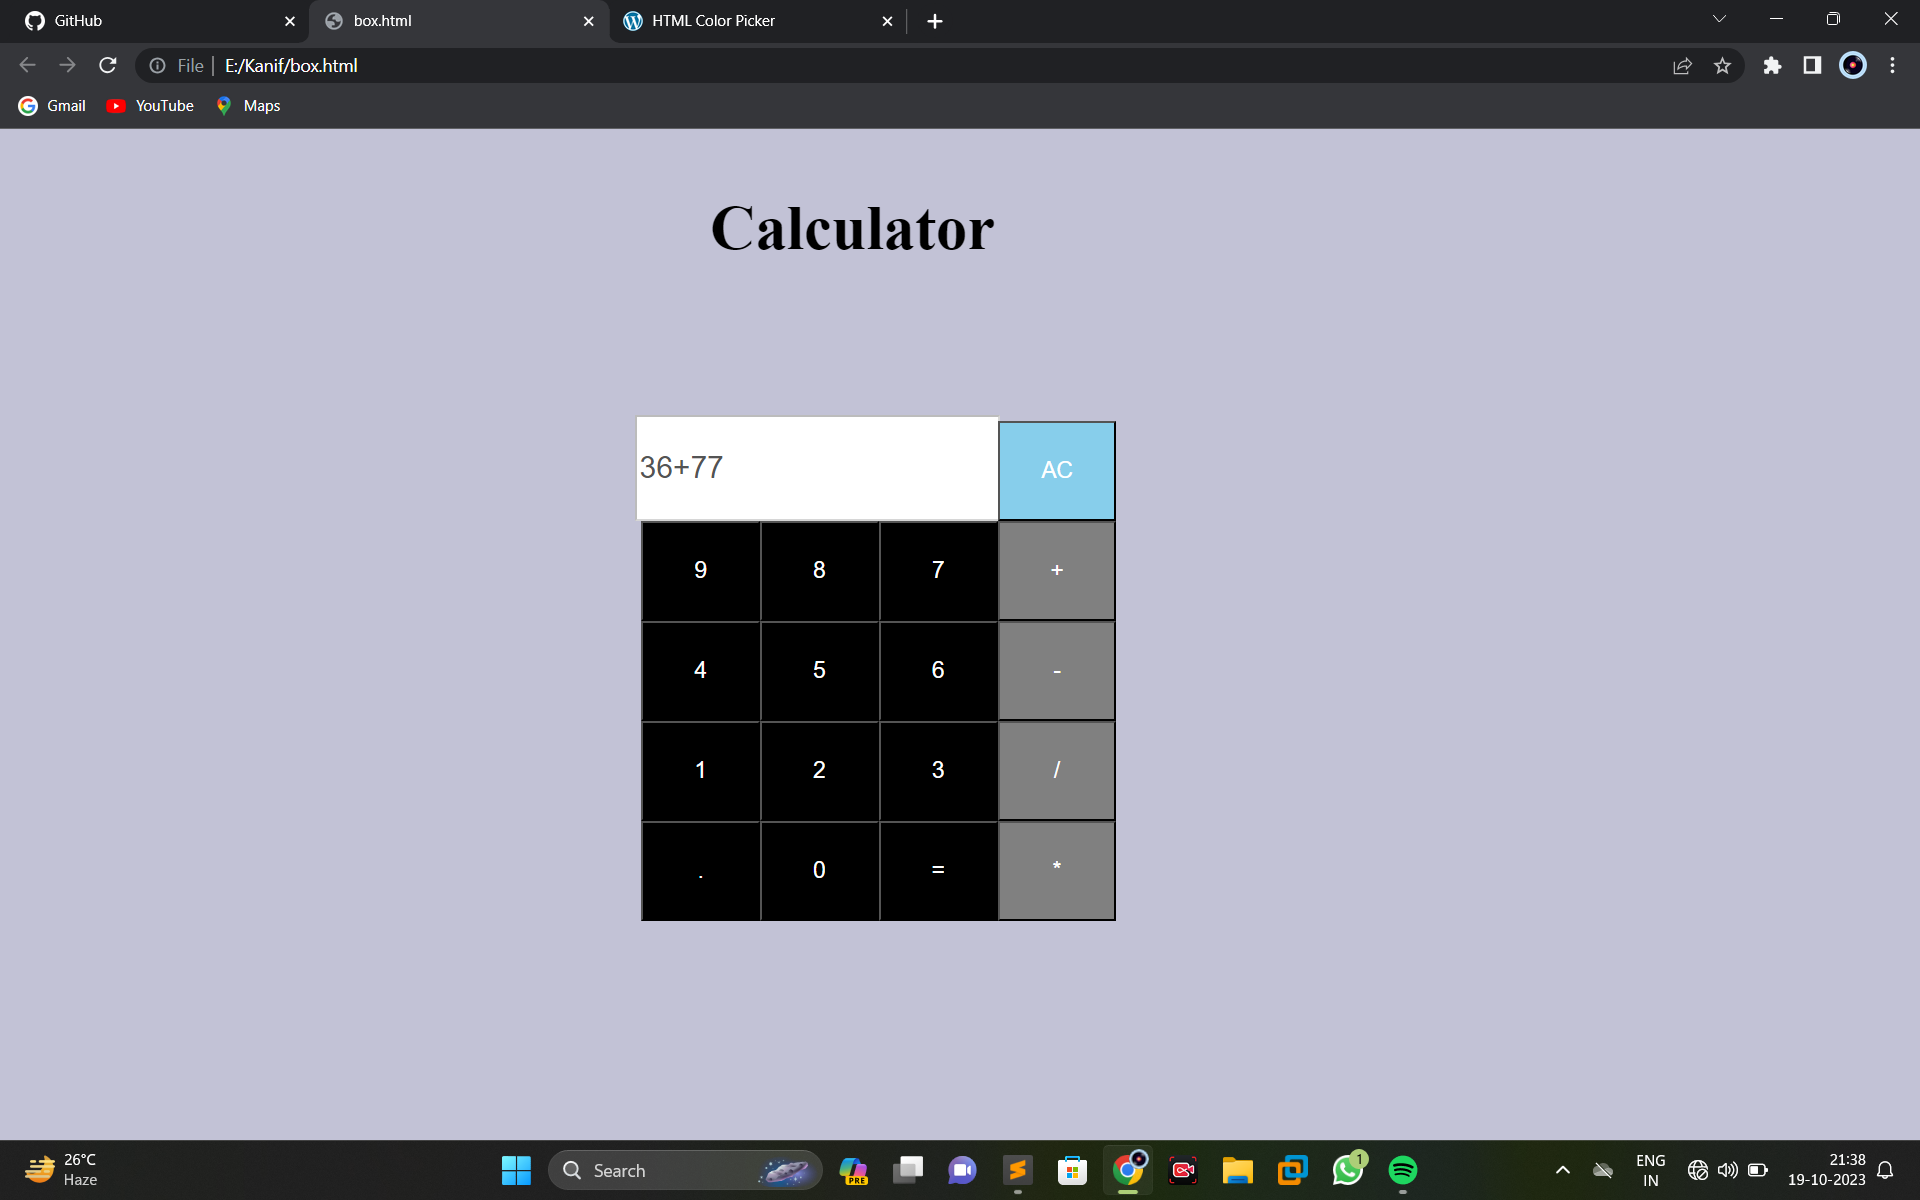 GitHub
box.html
HTML Color Picker
File | E:/Kanif/box.html
Gmail
YouTube
Maps
Calculator
36+77
AC
9 8 7 +
4 5 6 -
1 2 3 /
. 0 = *
26°C
Haze
Search
PRE
1
ENG
IN
21:38
19-10-2023